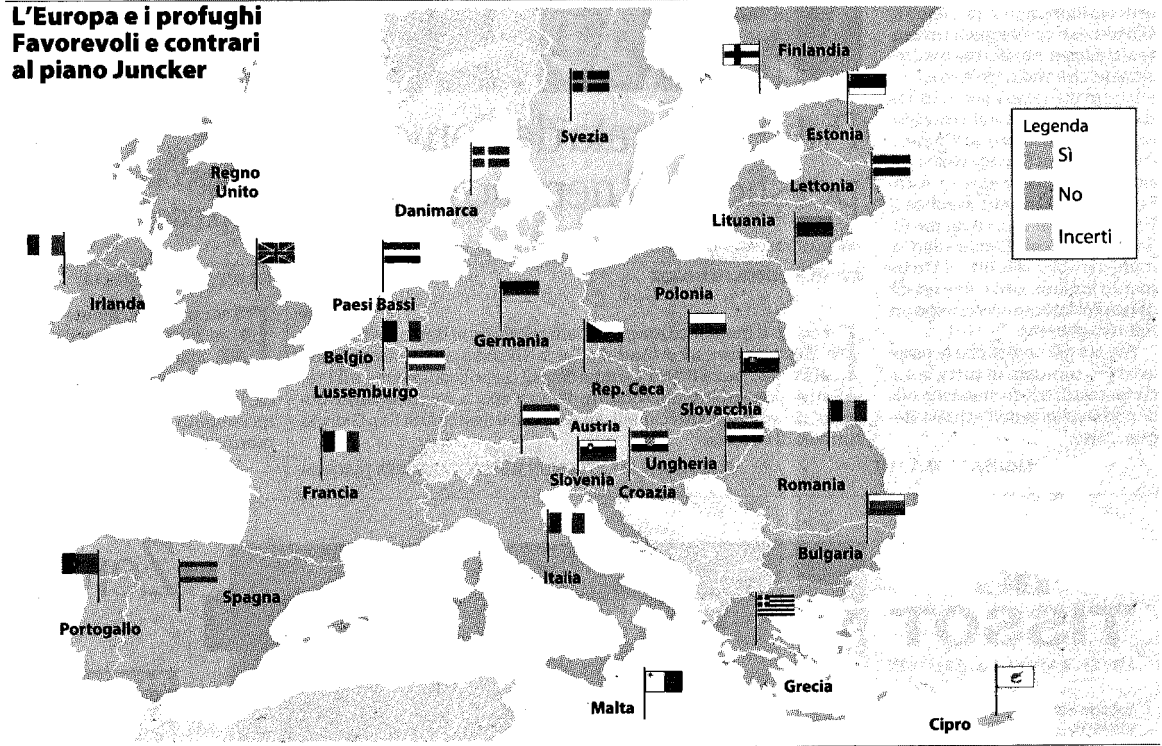 L'Europa e i profughi
Favorevoli e contrari
al piano Juncker
Finlandia
Svezia
Estonia
Legenda
Sì
No
Incerti
Regno
Unito
Lettonia
Danimarca
Lituania
Irlanda
Paesi Bassi
Polonia
Germania
Belgio
Lussemburgo
Rep. Ceca
Slovacchia
Austria
Ungheria
Slovenia
Croazia
Francia
Romania
Bulgaria
Italia
Spagna
Portogallo
Grecia
Malta
Cipro